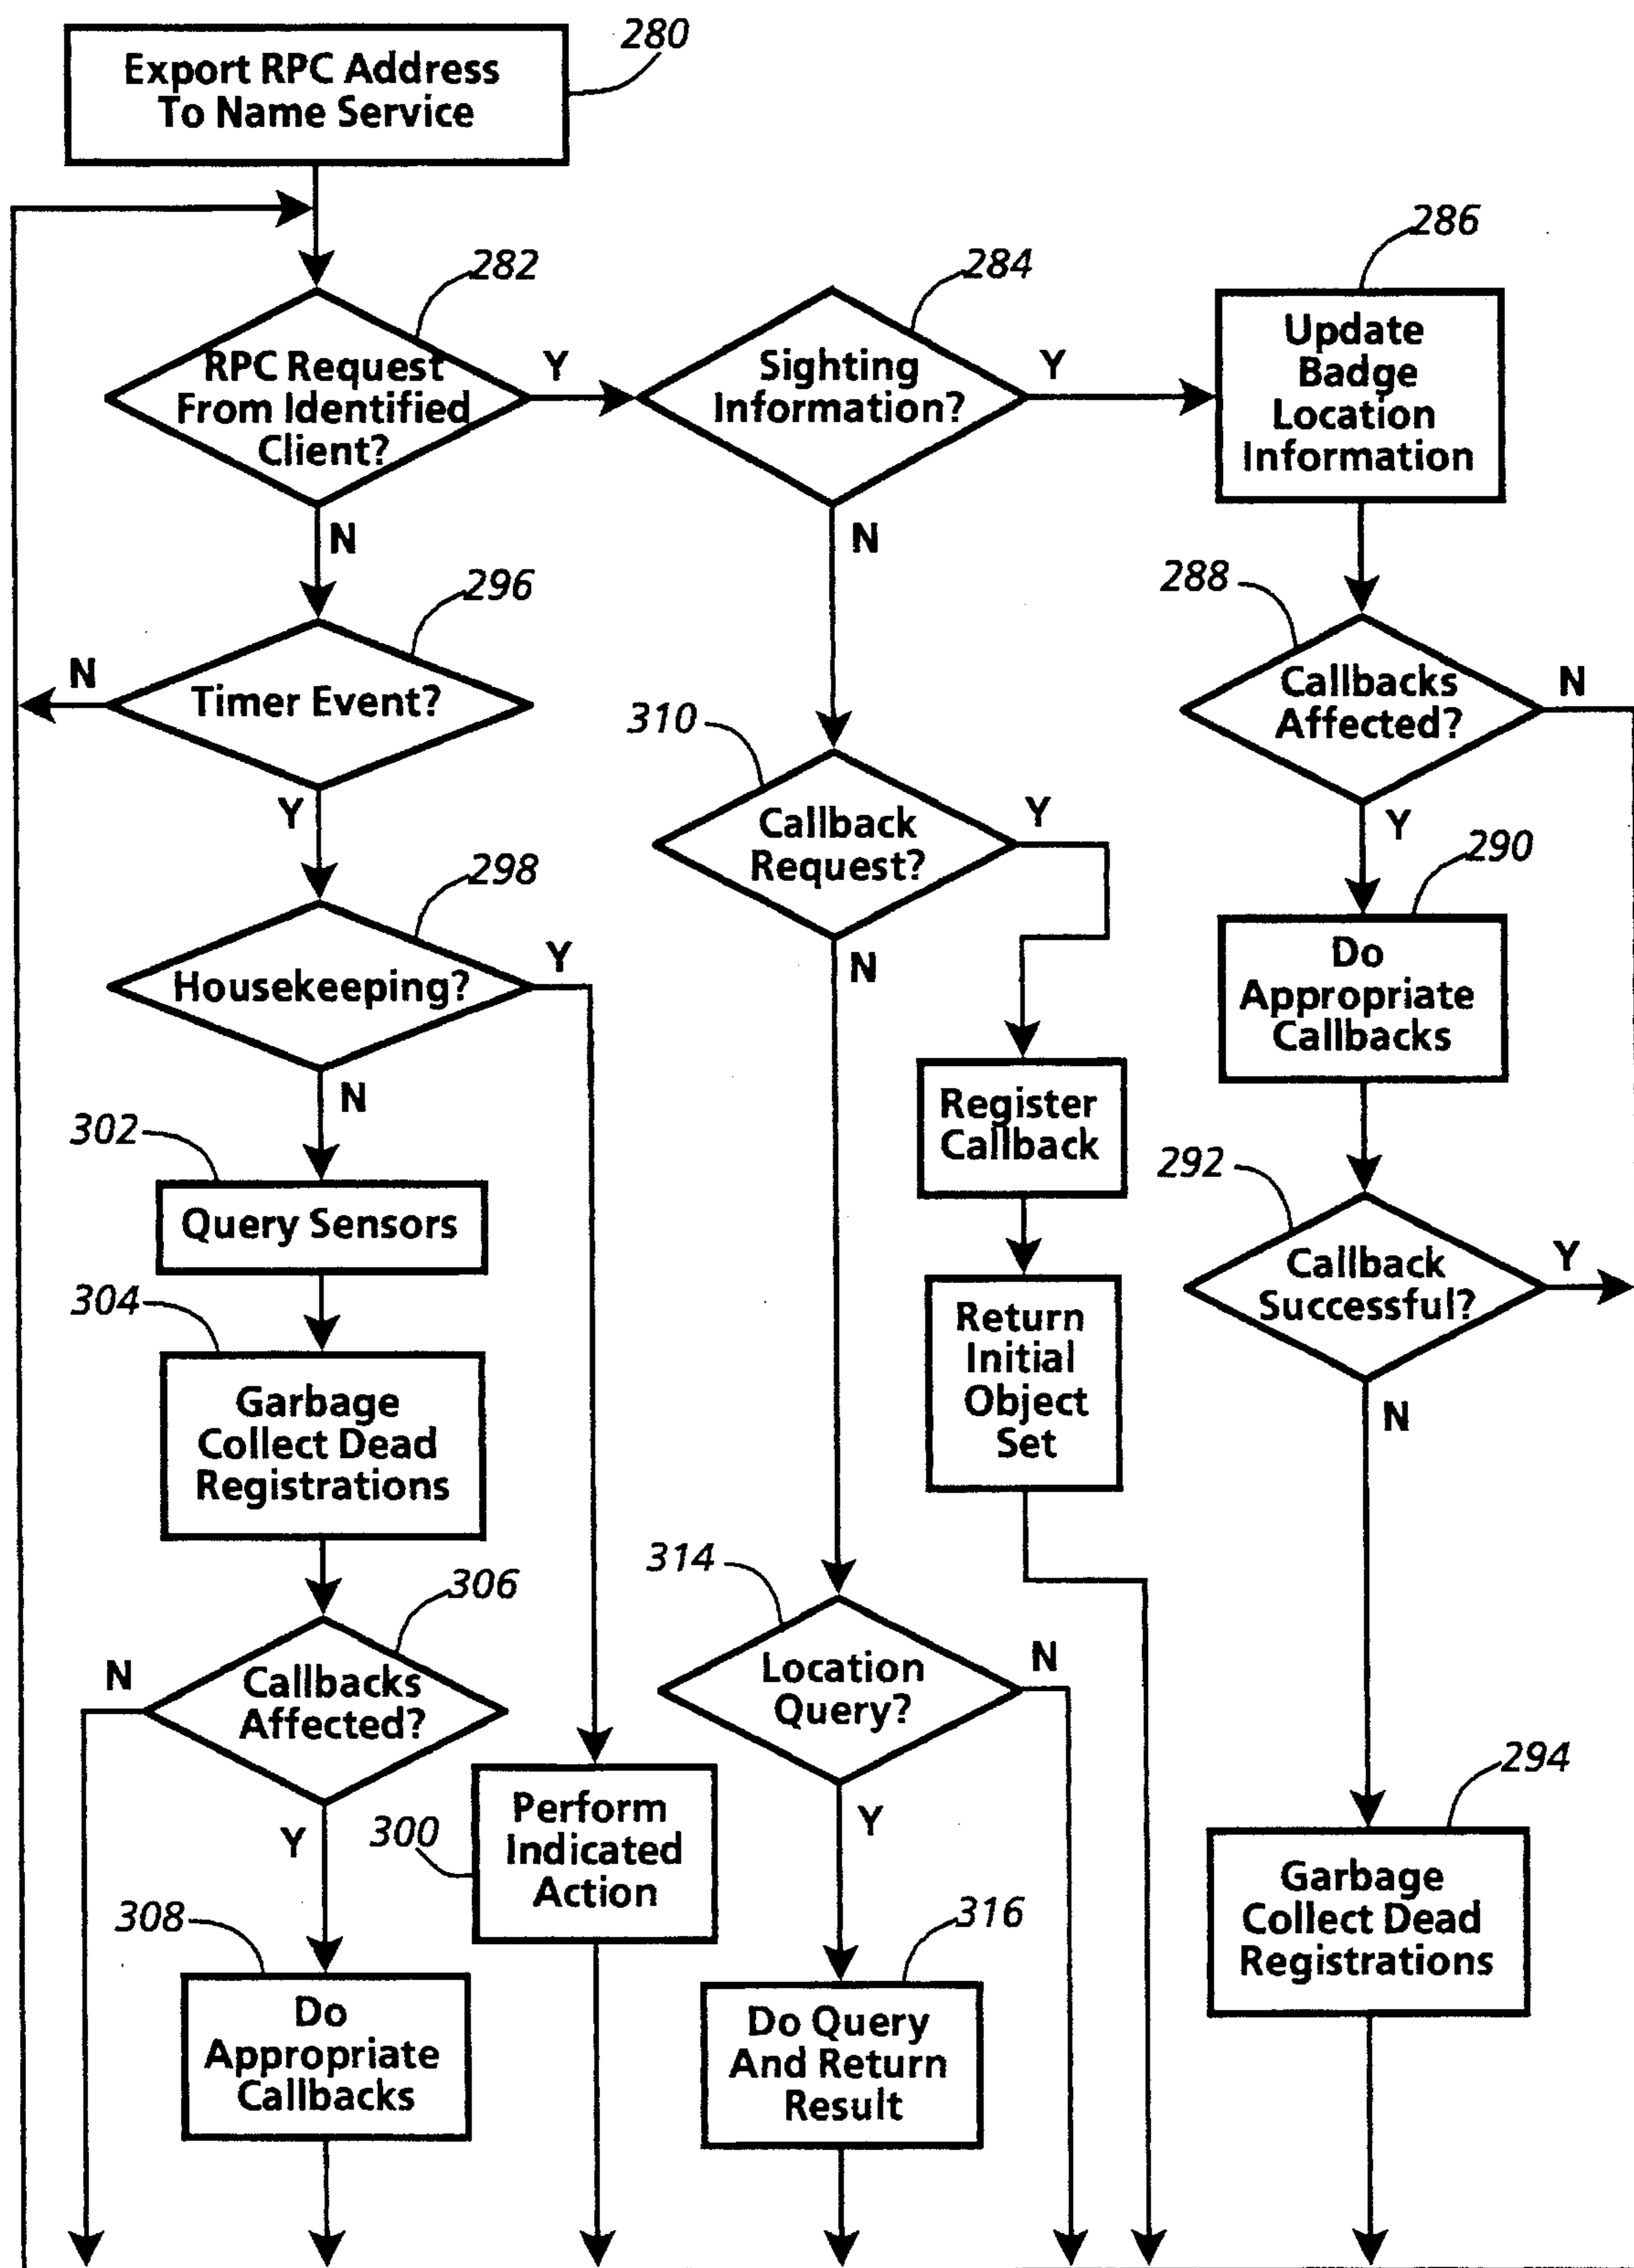 280
Export RPC Address
To Name Service
282
RPC Request
From Identified
Client?
Y
N
284
Sighting
Information?
Y
N
286
Update
Badge
Location
Information
288
Callbacks
Affected?
N
Y
290
Do
Appropriate
Callbacks
292
Callback
Successful?
Y
N
294
Garbage
Collect Dead
Registrations
296
Timer Event?
N
Y
298
Housekeeping?
Y
N
300
Perform
Indicated
Action
302
Query Sensors
304
Garbage
Collect Dead
Registrations
306
Callbacks
Affected?
N
Y
308
Do
Appropriate
Callbacks
310
Callback
Request?
Y
N
Register
Callback
Return
Initial
Object
Set
314
Location
Query?
N
Y
316
Do Query
And Return
Result